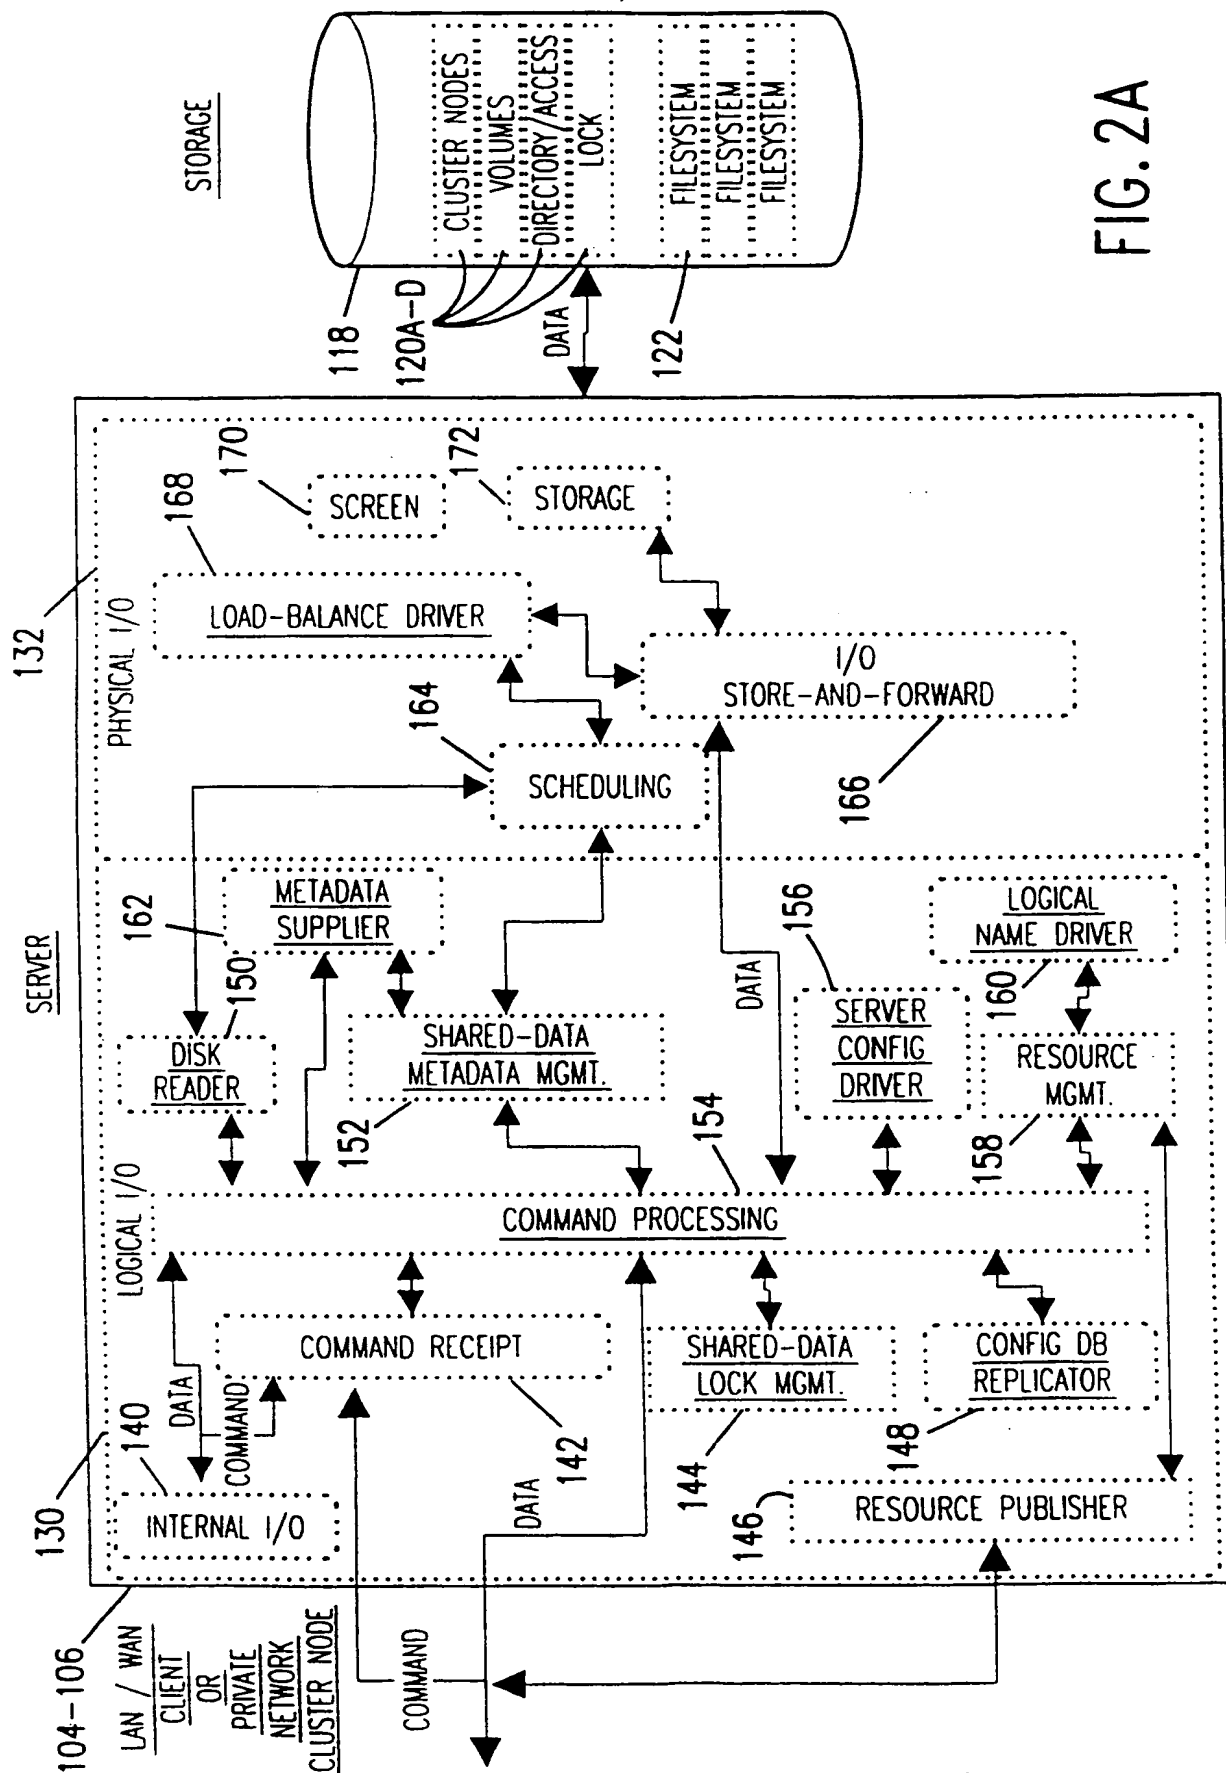 SERVER
STORAGE
104-106
LAN / WAN
CLIENT
OR
PRIVATE
NETWORK
CLUSTER NODE
COMMAND
DATA
130
LOGICAL I/O
132
PHYSICAL I/O
140
INTERNAL I/O
DATA
COMMAND
COMMAND RECEIPT
142
SHARED-DATA
LOCK MGMT.
144
CONFIG DB
REPLICATOR
148
146
RESOURCE PUBLISHER
COMMAND PROCESSING
154
150
DISK
READER
162
METADATA
SUPPLIER
SHARED-DATA
METADATA MGMT.
152
DATA
156
SERVER
CONFIG
DRIVER
RESOURCE
MGMT.
158
LOGICAL
NAME DRIVER
160
164
SCHEDULING
168
LOAD-BALANCE DRIVER
I/O
STORE-AND-FORWARD
166
170
SCREEN
172
STORAGE
DATA
118
120A-D
CLUSTER NODES
VOLUMES
DIRECTORY/ACCESS
LOCK
122
FILESYSTEM
FILESYSTEM
FILESYSTEM
FIG. 2A